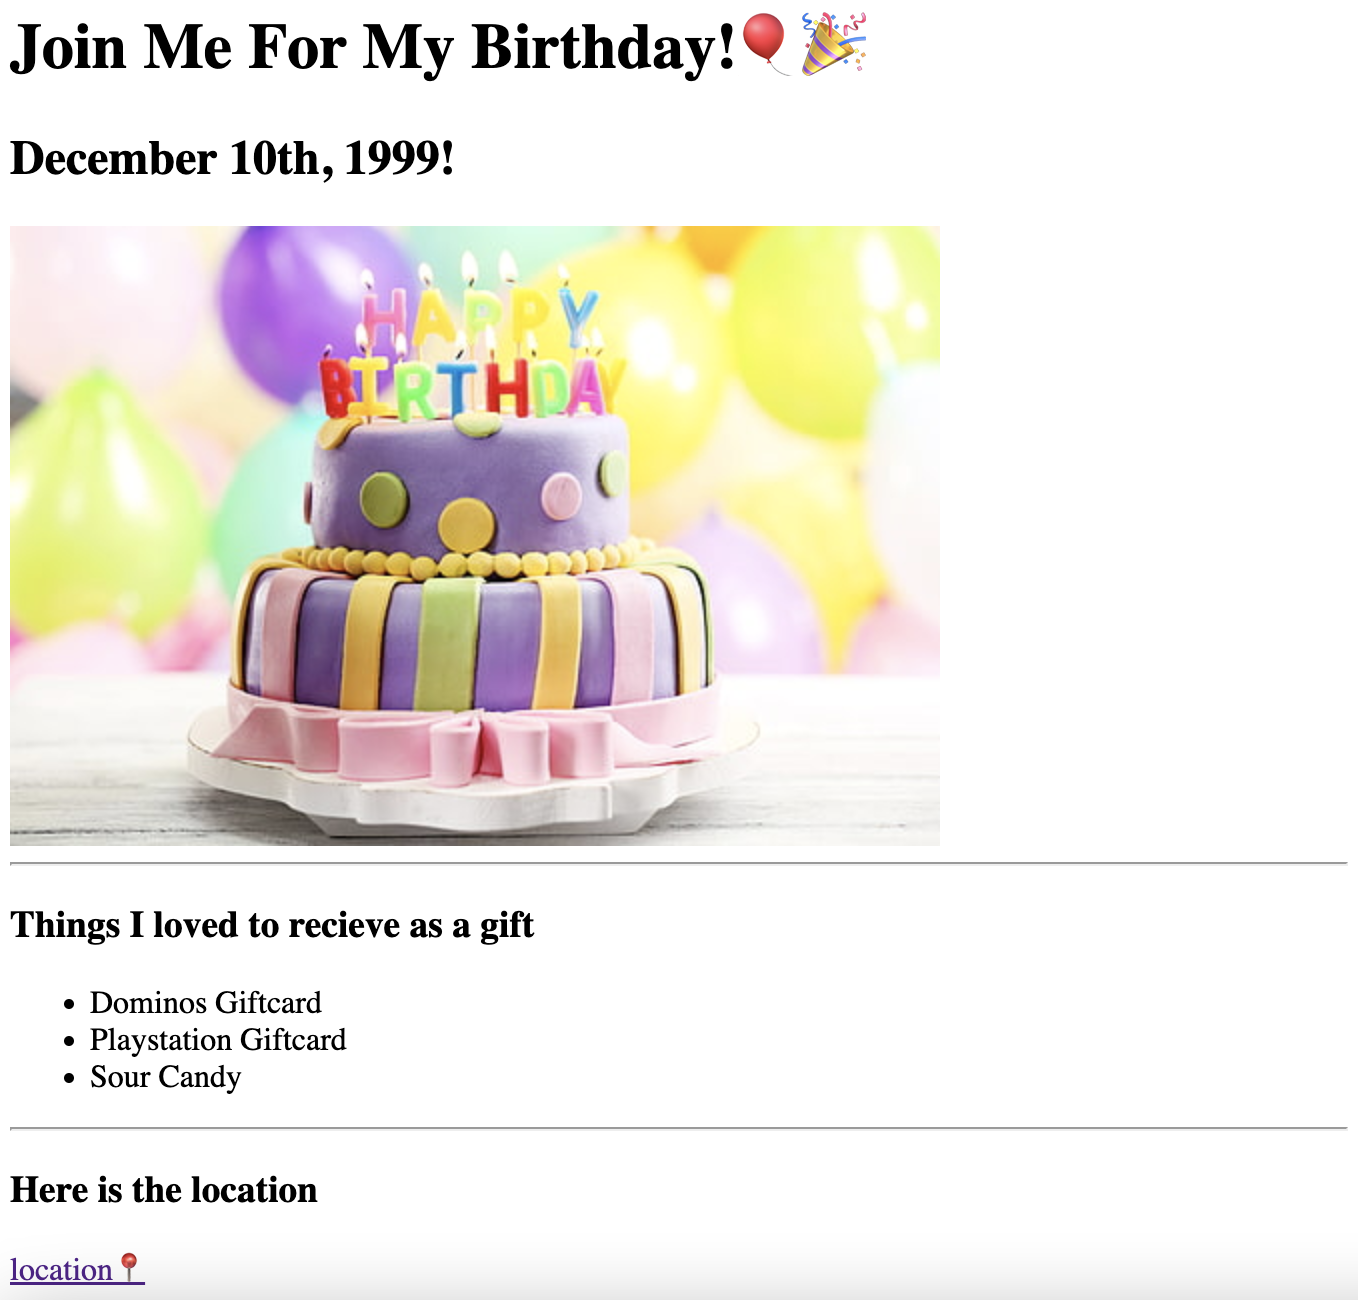 Join Me For My Birthday!🎈🎉
December 10th, 1999!
HAPPY
BIRTHDAY
Things I loved to recieve as a gift
• Dominos Giftcard
• Playstation Giftcard
• Sour Candy
Here is the location
location📍